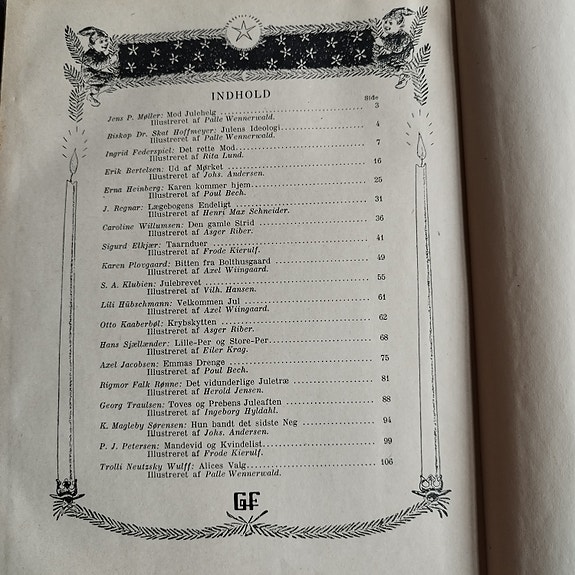 INDHOLD
Side
Jens P. Møller: Mod Julehelg ........ 3
Illustreret af Palle Wennerwald.
Biskop Dr. Skat Hoffmeyer: Julens Ideologi ........ 4
Illustreret af Palle Wennerwald.
Ingrid Federspiel: Det rette Mod ........ 7
Illustreret af Rita Lund.
Erik Bertelsen: Ud af Mørket ........ 16
Illustreret af Johs. Andersen.
Erna Heinberg: Karen kommer hjem ........ 25
Illustreret af Poul Bech.
J. Regnar: Lægebogens Endeligt ........ 31
Illustreret af Henri Max Schneider.
Caroline Willumsen: Den gamle Strid ........ 36
Illustreret af Asger Riber.
Sigurd Elkjær: Taarnduer ........ 41
Illustreret af Frode Kierulf.
Karen Plovgaard: Bitten fra Bolthusgaard ........ 49
Illustreret af Axel Wiingaard.
S. A. Klubien: Julebrevet ........ 55
Illustreret af Vilh. Hansen.
Lili Hübschmann: Velkommen Jul ........ 61
Illustreret af Axel Wiingaard.
Otto Kaaberbøl: Krybskytten ........ 62
Illustreret af Asger Riber.
Hans Sjællænder: Lille-Per og Store-Per ........ 68
Illustreret af Eiler Krag.
Axel Jacobsen: Emmas Drenge ........ 75
Illustreret af Poul Bech.
Rigmor Falk Rønne: Det vidunderlige Juletræ ........ 81
Illustreret af Herold Jensen.
Georg Traulsen: Toves og Prebens Juleaften ........ 88
Illustreret af Ingeborg Hyldahl.
K. Magleby Sørensen: Hun bandt det sidste Neg ........ 94
Illustreret af Johs. Andersen.
P. J. Petersen: Mandevid og Kvindelist ........ 99
Illustreret af Frode Kierulf.
Trolli Neutzsky Wulff: Alices Valg ........ 106
Illustreret af Palle Wennerwald.
GF